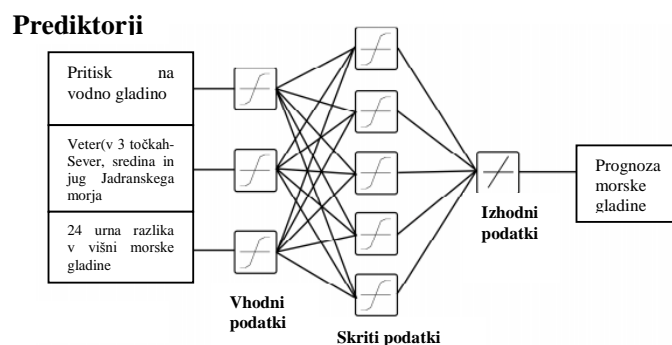 Prediktorji
Pritisk na
vodno gladino
Veter(v 3 točkah-
Sever, sredina in
jug Jadranskega
morja
24 urna razlika
v višni morske
gladine
Vhodni
podatki
Skriti podatki
Izhodni
podatki
Prognoza
morske
gladine